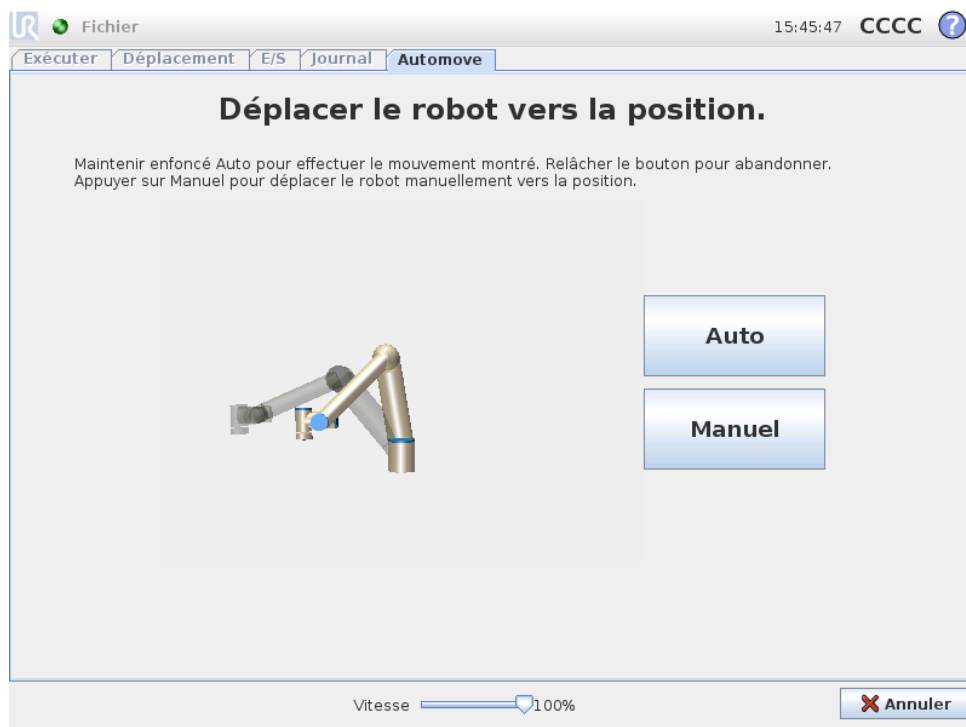 UR Fichier 15:45:47 CCCC ?
Exécuter Déplacement E/S Journal Automove
Déplacer le robot vers la position.
Maintenir enfoncé Auto pour effectuer le mouvement montré. Relâcher le bouton pour abandonner.
Appuyer sur Manuel pour déplacer le robot manuellement vers la position.
Auto
Manuel
Vitesse 100% Annuler